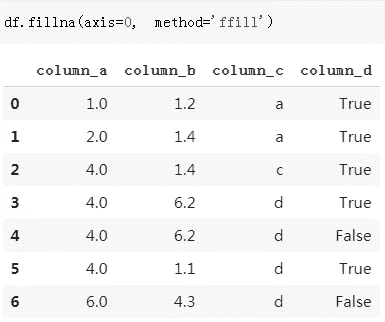 df.fillna(axis=0, method='ffill')
column_a column_b column_c column_d
0 1.0 1.2 a True
1 2.0 1.4 a True
2 4.0 1.4 c True
3 4.0 6.2 d True
4 4.0 6.2 d False
5 4.0 1.1 d True
6 6.0 4.3 d False